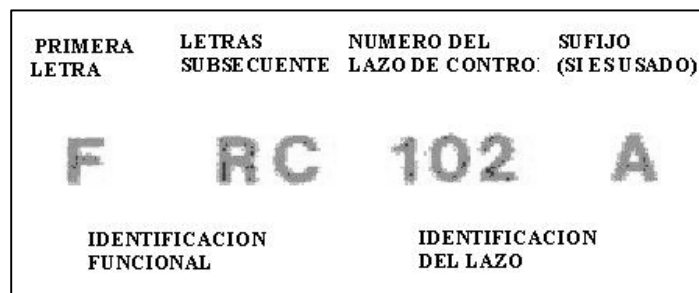 PRIMERA
LETRA
LETRAS
SUBSECUENTE
NUMERO DEL
LAZO DE CONTRO
SUFIJO
(SI ES USADO)
F RC 102 A
IDENTIFICACION
FUNCIONAL
IDENTIFICACION
DEL LAZO